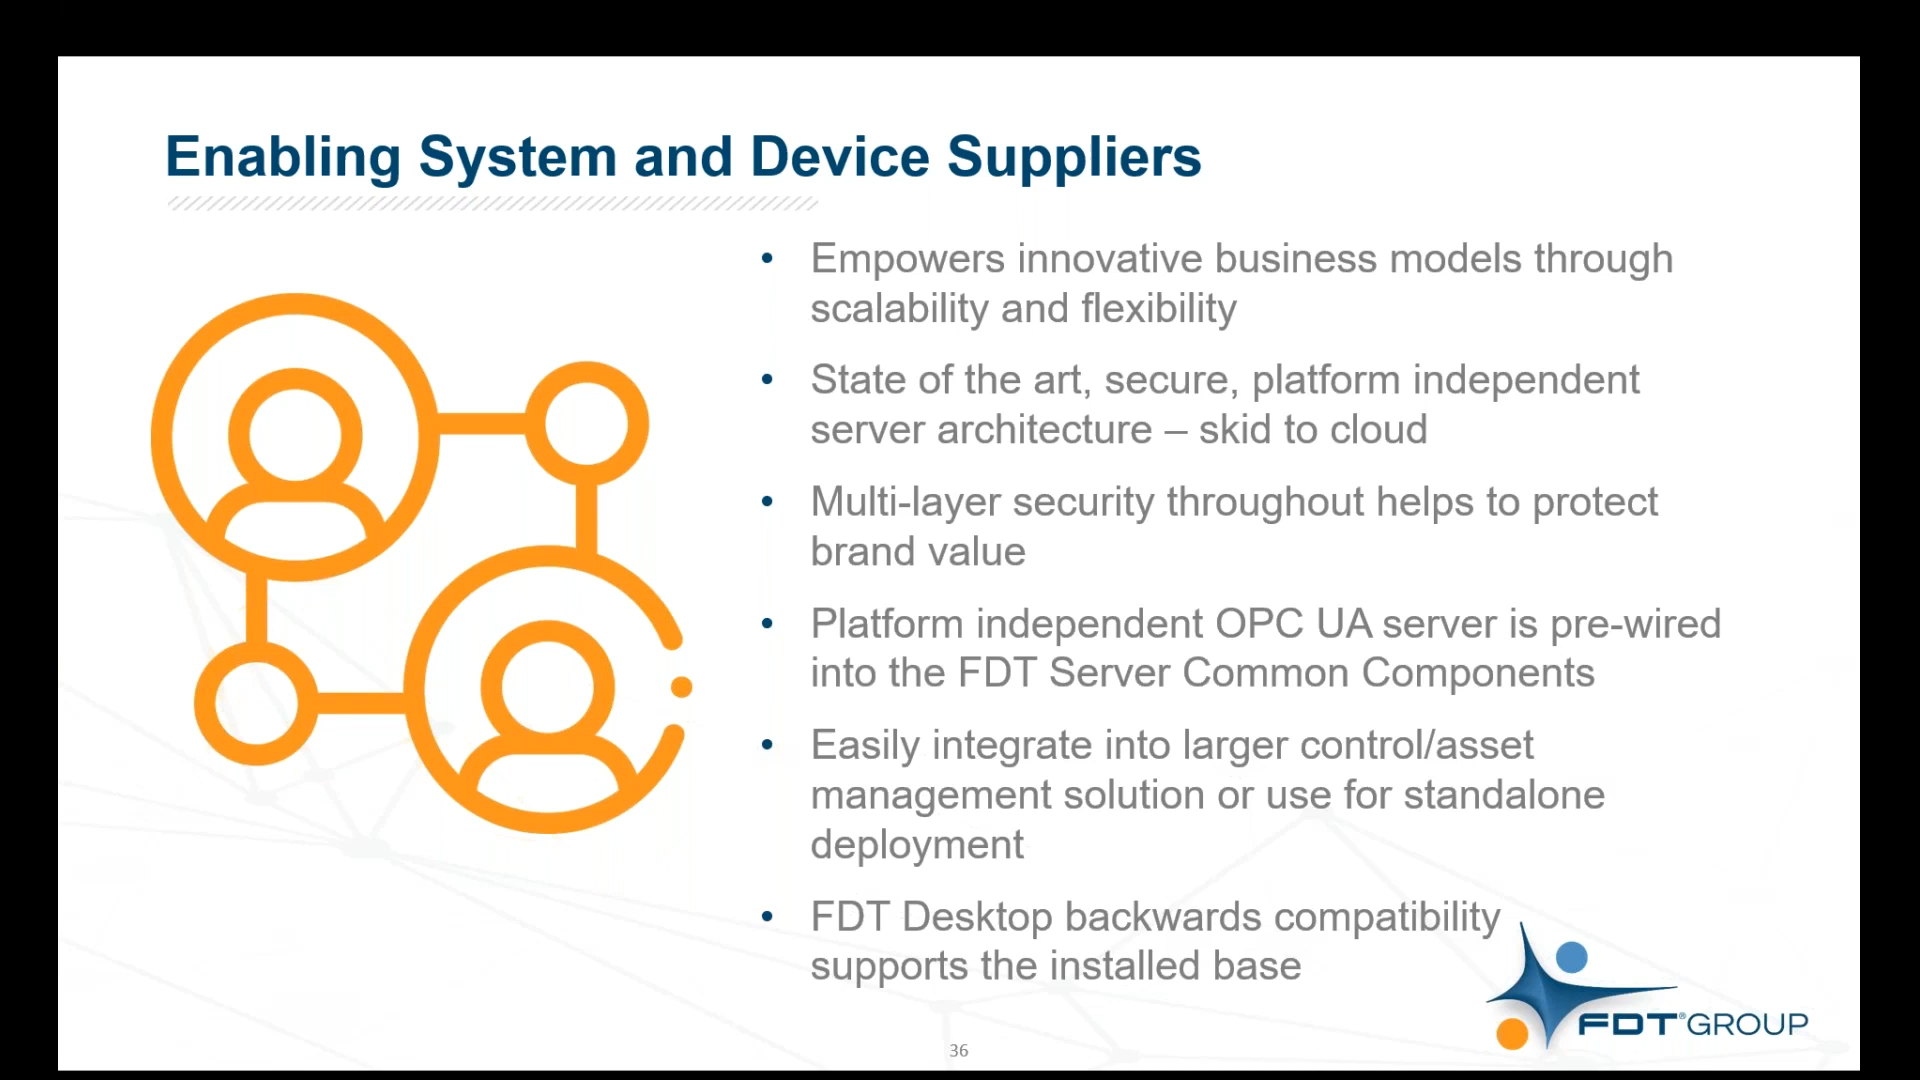 Enabling System and Device Suppliers
• Empowers innovative business models through
scalability and flexibility
• State of the art, secure, platform independent
server architecture – skid to cloud
• Multi-layer security throughout helps to protect
brand value
• Platform independent OPC UA server is pre-wired
into the FDT Server Common Components
• Easily integrate into larger control/asset
management solution or use for standalone
deployment
• FDT Desktop backwards compatibility
supports the installed base
FDT®GROUP
36